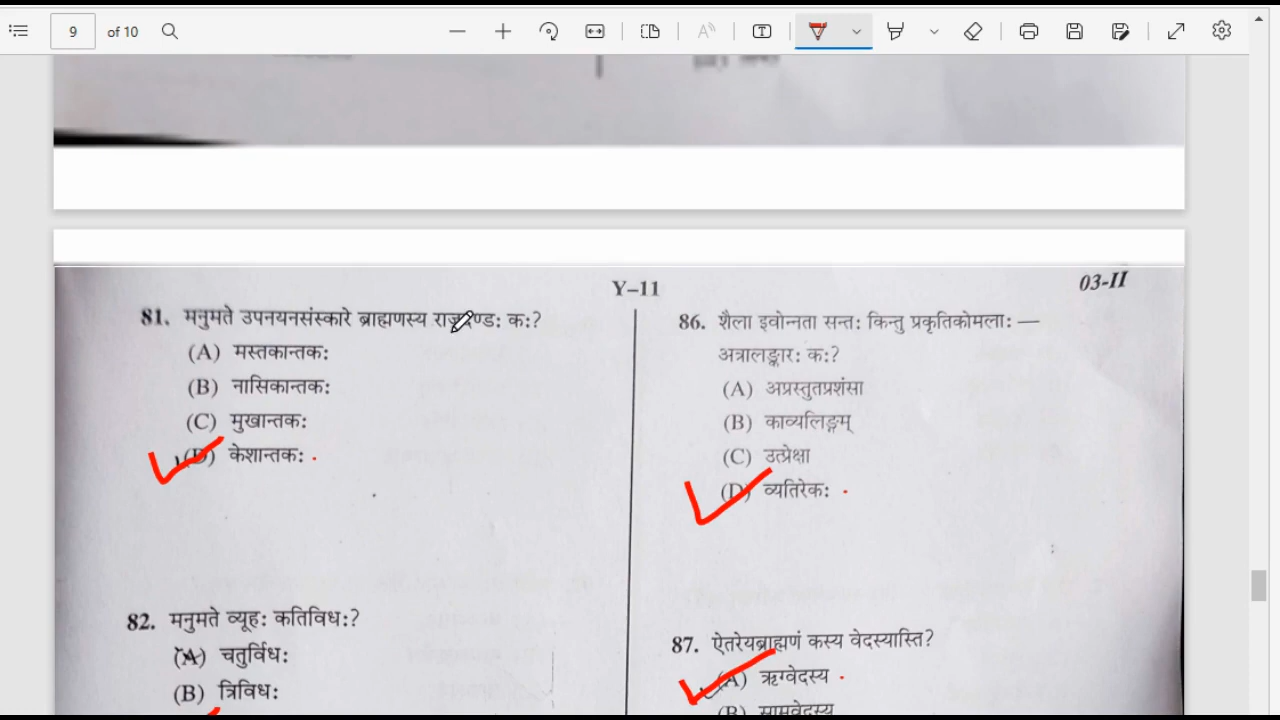 9 of 10
Y–11
03-II
81. मनुमते उपनयनसंस्कारे ब्राह्मणस्य कः?
(A) मस्तकान्तकः
(B) नासिकान्तकः
(C) मुखान्तकः
(D) केशान्तकः
82. मनुमते व्यूहः कतिविधः?
(A) चतुर्विधः
(B) त्रिविधः
86. शैला इवोन्नता सन्तः किन्तु प्रकृतिकोमलाः —
अत्रालङ्कारः कः?
(A) अप्रस्तुतप्रशंसा
(B) काव्यलिङ्गम्
(C) उत्प्रेक्षा
(D) व्यतिरेकः
87. ऐतरेयब्राह्मणं कस्य वेदस्यास्ति?
(A) ऋग्वेदस्य
(B) सामवेदस्य